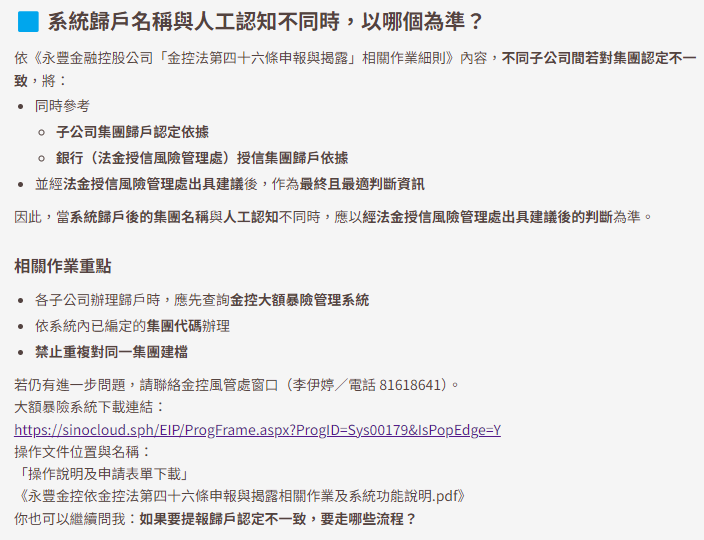 系統歸戶名稱與人工認知不同時，以哪個為準？
依《永豐金融控股公司「金控法第四十六條申報與揭露」相關作業細則》內容，不同子公司間若對集團認定不一
致，將：
同時參考
子公司集團歸戶認定依據
銀行（法金授信風險管理處）授信集團歸戶依據
並經法金授信風險管理處出具建議後，作為最終且最適判斷資訊
因此，當系統歸戶後的集團名稱與人工認知不同時，應以經法金授信風險管理處出具建議後的判斷為準。
相關作業重點
各子公司辦理歸戶時，應先查詢金控大額暴險管理系統
依系統內已編定的集團代碼辦理
禁止重複對同一集團建檔
若仍有進一步問題，請聯絡金控風管處窗口（李伊婷／電話 81618641）。
大額暴險系統下載連結：
https://sinocloud.sph/EIP/ProgFrame.aspx?ProgID=Sys00179&IsPopEdge=Y
操作文件位置與名稱：
「操作說明及申請表單下載」
《永豐金控依金控法第四十六條申報與揭露相關作業及系統功能說明.pdf》
你也可以繼續問我：如果要提報歸戶認定不一致，要走哪些流程？